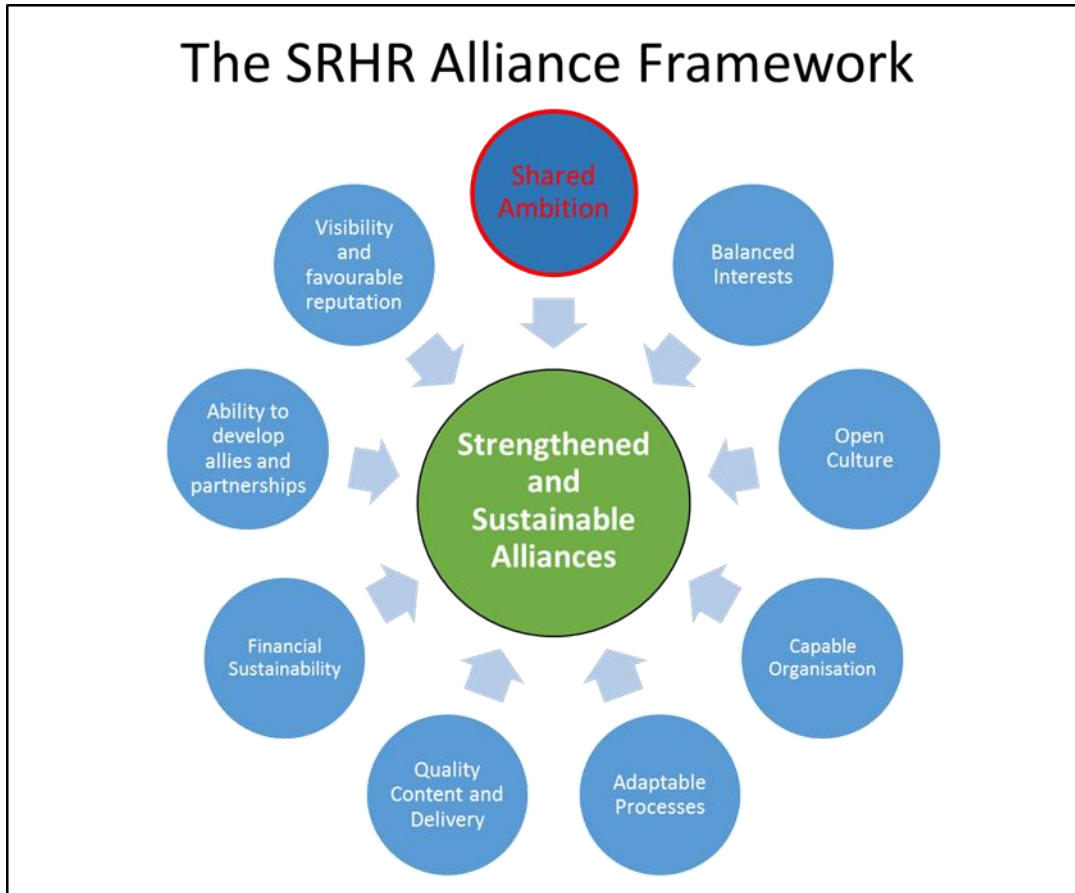 The SRHR Alliance Framework
Shared
Ambition
Balanced
Interests
Open
Culture
Capable
Organisation
Adaptable
Processes
Quality
Content and
Delivery
Financial
Sustainability
Ability to
develop
allies and
partnerships
Visibility
and
favourable
reputation
Strengthened
and
Sustainable
Alliances